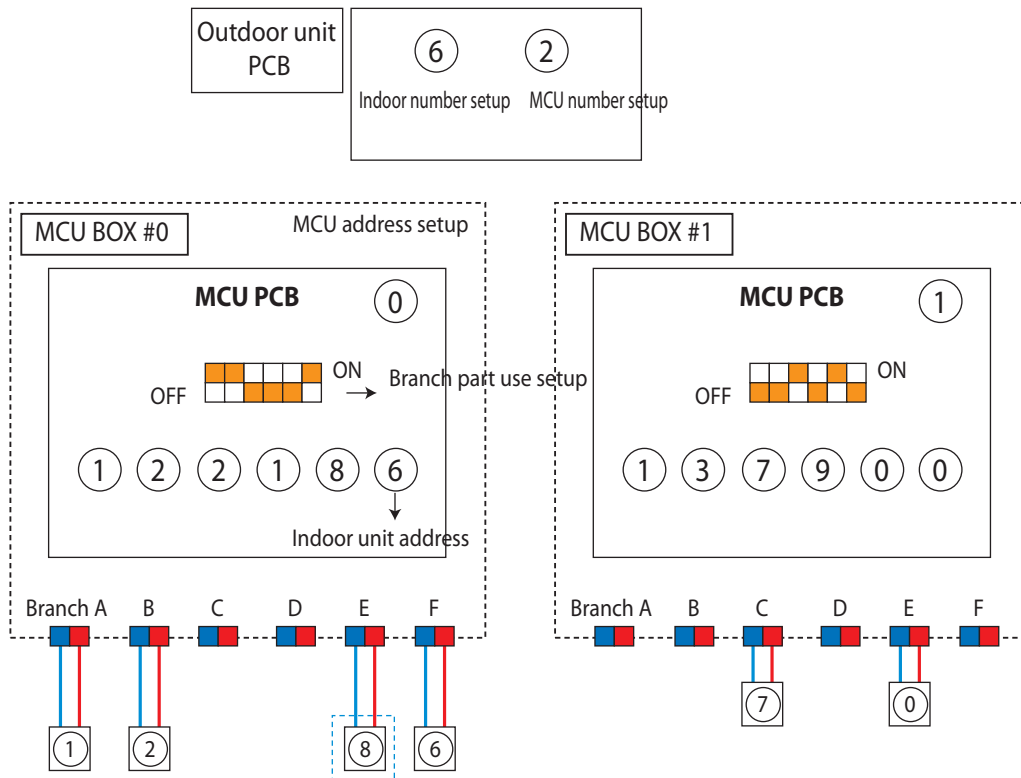 Outdoor unit
PCB
6
2
Indoor number setup
MCU number setup
MCU BOX #0
MCU address setup
MCU PCB
0
ON
OFF
Branch part use setup
1 2 2 1 8 6
Indoor unit address
Branch A B C D E F
1 2 8 6
MCU BOX #1
MCU PCB
1
ON
OFF
1 3 7 9 0 0
Branch A B C D E F
7 0